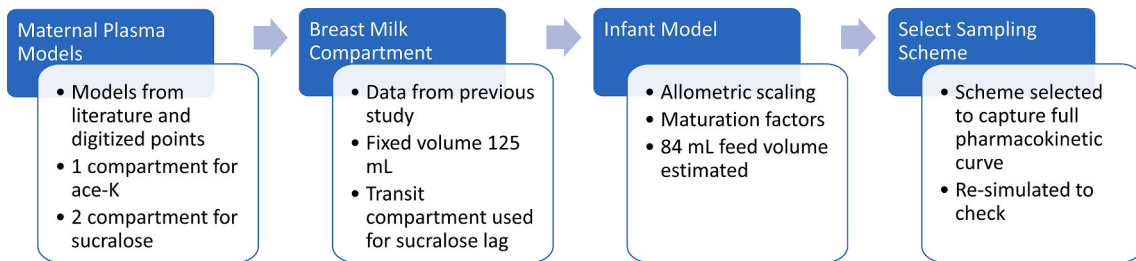 Maternal Plasma
Models
• Models from
literature and
digitized points
• 1 compartment for
ace-K
• 2 compartment for
sucralose
Breast Milk
Compartment
• Data from previous
study
• Fixed volume 125
mL
• Transit
compartment used
for sucralose lag
Infant Model
• Allometric scaling
• Maturation factors
• 84 mL feed volume
estimated
Select Sampling
Scheme
• Scheme selected
to capture full
pharmacokinetic
curve
• Re-simulated to
check